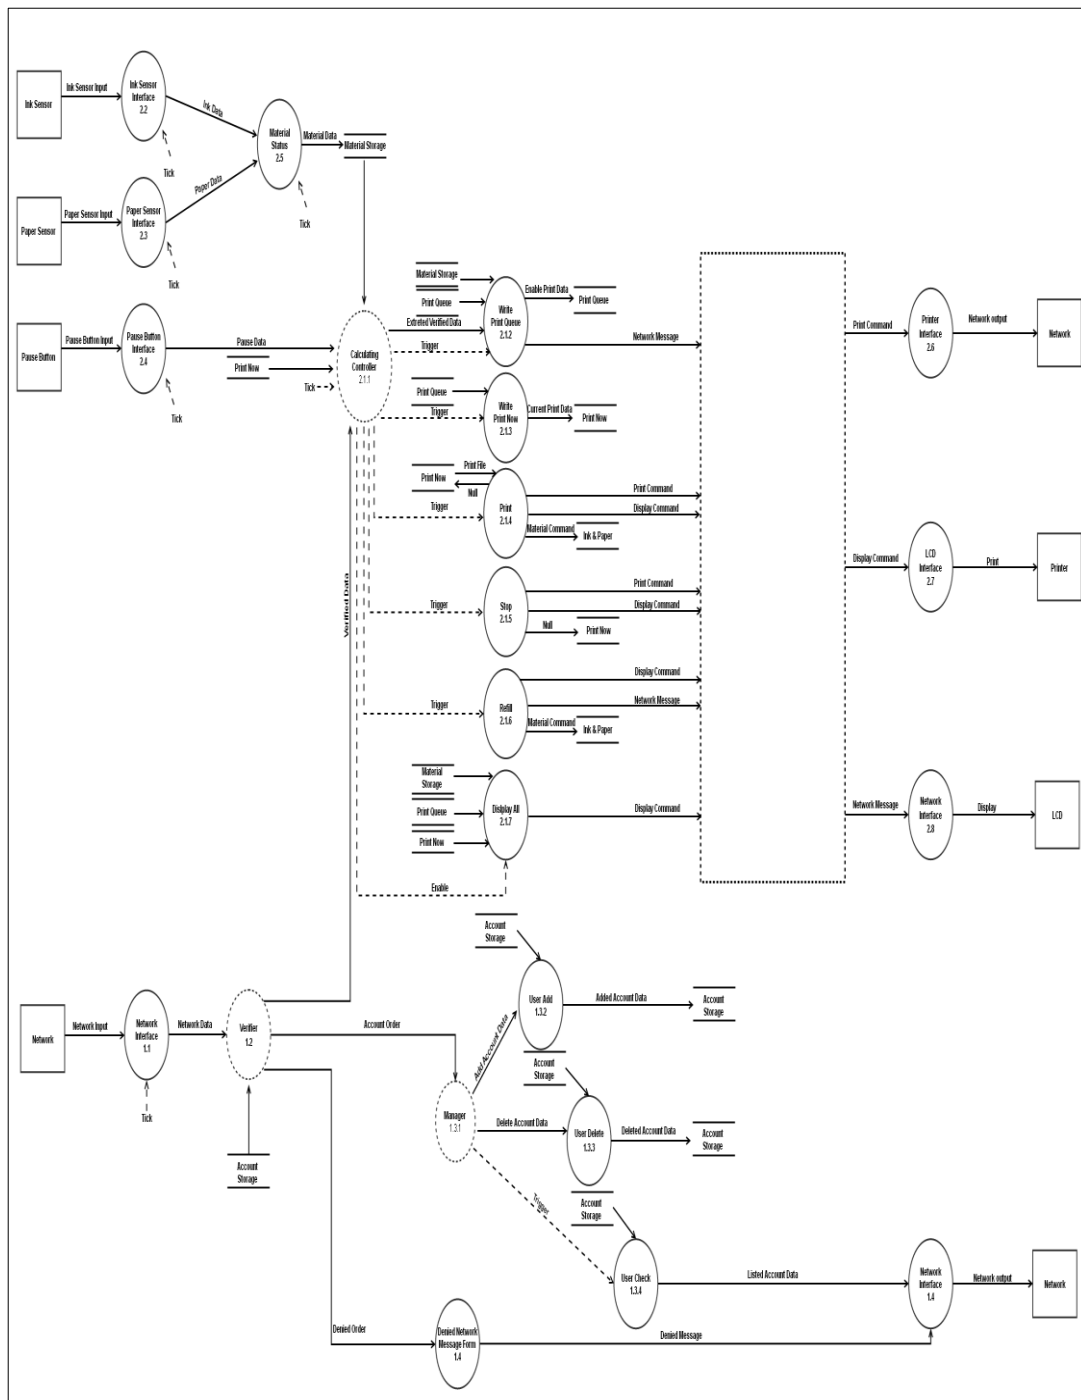 Ink Sensor
Ink Sensor Input
Ink Sensor
Interface
2.2
Ink Data
Tick
Material
Status
2.5
Material Data
Material Storage
Tick
Paper Sensor
Paper Sensor Input
Paper Sensor
Interface
2.3
Paper Data
Tick
Pause Button
Pause Button Input
Pause Button
Interface
2.4
Pause Data
Tick
Print Now
Tick
Calculating
Controller
2.1.1
Material Storage
Print Queue
Extreted Verified Data
Trigger
Write
Print Queue
2.1.2
Enable Print Data
Print Queue
Network Message
Print Queue
Trigger
Write
Print Now
2.1.3
Current Print Data
Print Now
Print Now
Print File
Null
Trigger
Print
2.1.4
Print Command
Display Command
Material Command
Ink & Paper
Trigger
Stop
2.1.5
Print Command
Display Command
Null
Print Now
Trigger
Refill
2.1.6
Display Command
Network Message
Material Command
Ink & Paper
Material
Storage
Print Queue
Print Now
Dislplay All
2.1.7
Display Command
Enable
Verified Data
Print Command
Printer
Interface
2.6
Network output
Network
Display Command
LCD
Interface
2.7
Print
Printer
Network Message
Network
Interface
2.8
Display
LCD
Network
Network Input
Network
Interface
1.1
Tick
Network Data
Verifier
1.2
Account
Storage
Account Order
Manager
1.3.1
Add Account Data
Account
Storage
User Add
1.3.2
Added Account Data
Account
Storage
Account
Storage
Delete Account Data
User Delete
1.3.3
Deleted Account Data
Account
Storage
Trigger
Account
Storage
User Check
1.3.4
Listed Account Data
Network
Interface
1.4
Network output
Network
Denied Order
Denied Network
Message Form
1.4
Denied Message